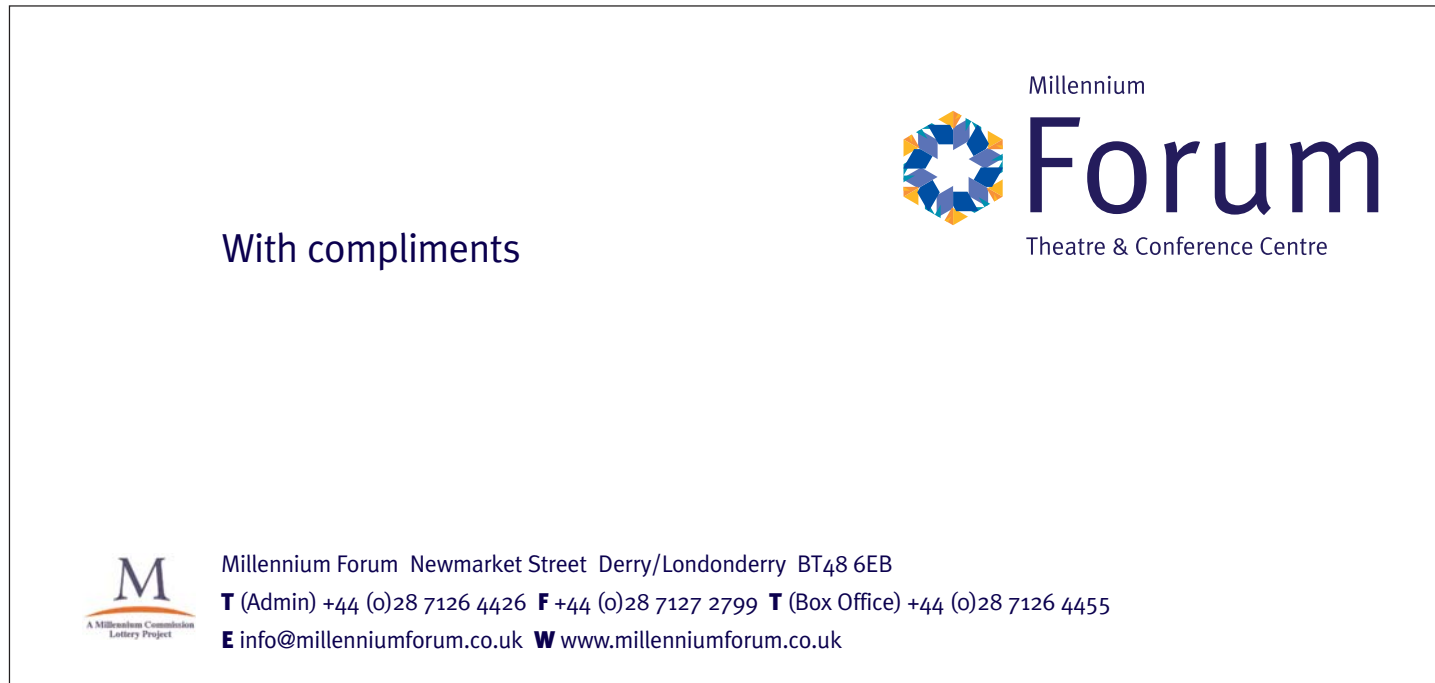 Millennium
Forum
Theatre & Conference Centre
With compliments
M
A Millennium Commission
Lottery Project
Millennium Forum Newmarket Street Derry/Londonderry BT48 6EB
T (Admin) +44 (0)28 7126 4426 F +44 (0)28 7127 2799 T (Box Office) +44 (0)28 7126 4455
E info@millenniumforum.co.uk W www.millenniumforum.co.uk